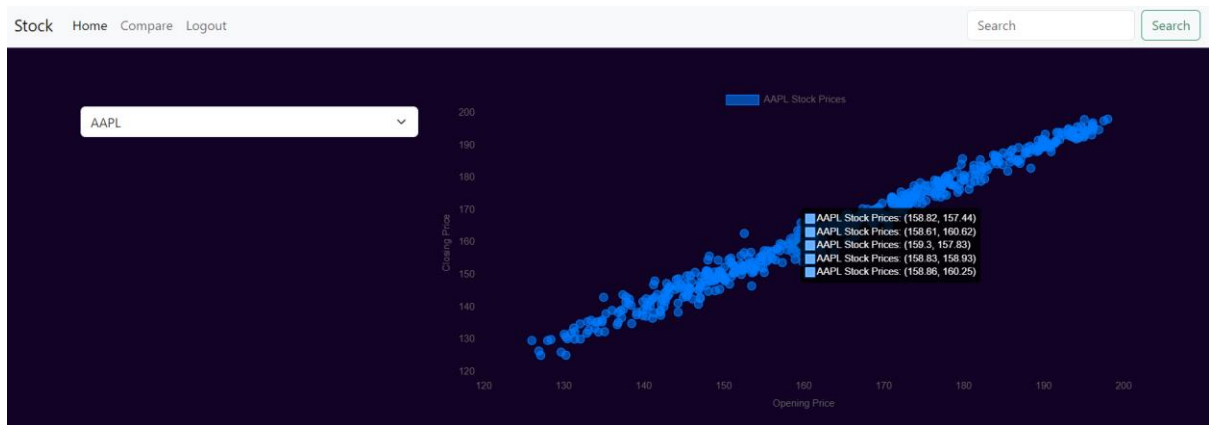 Stock Home Compare Logout Search Search
AAPL
AAPL Stock Prices
200
190
180
170
160
150
140
130
120
Closing Price
AAPL Stock Prices: (158.82, 157.44)
AAPL Stock Prices: (158.61, 160.62)
AAPL Stock Prices: (159.3, 157.83)
AAPL Stock Prices: (158.83, 158.93)
AAPL Stock Prices: (158.86, 160.25)
120 130 140 150 160 170 180 190 200
Opening Price